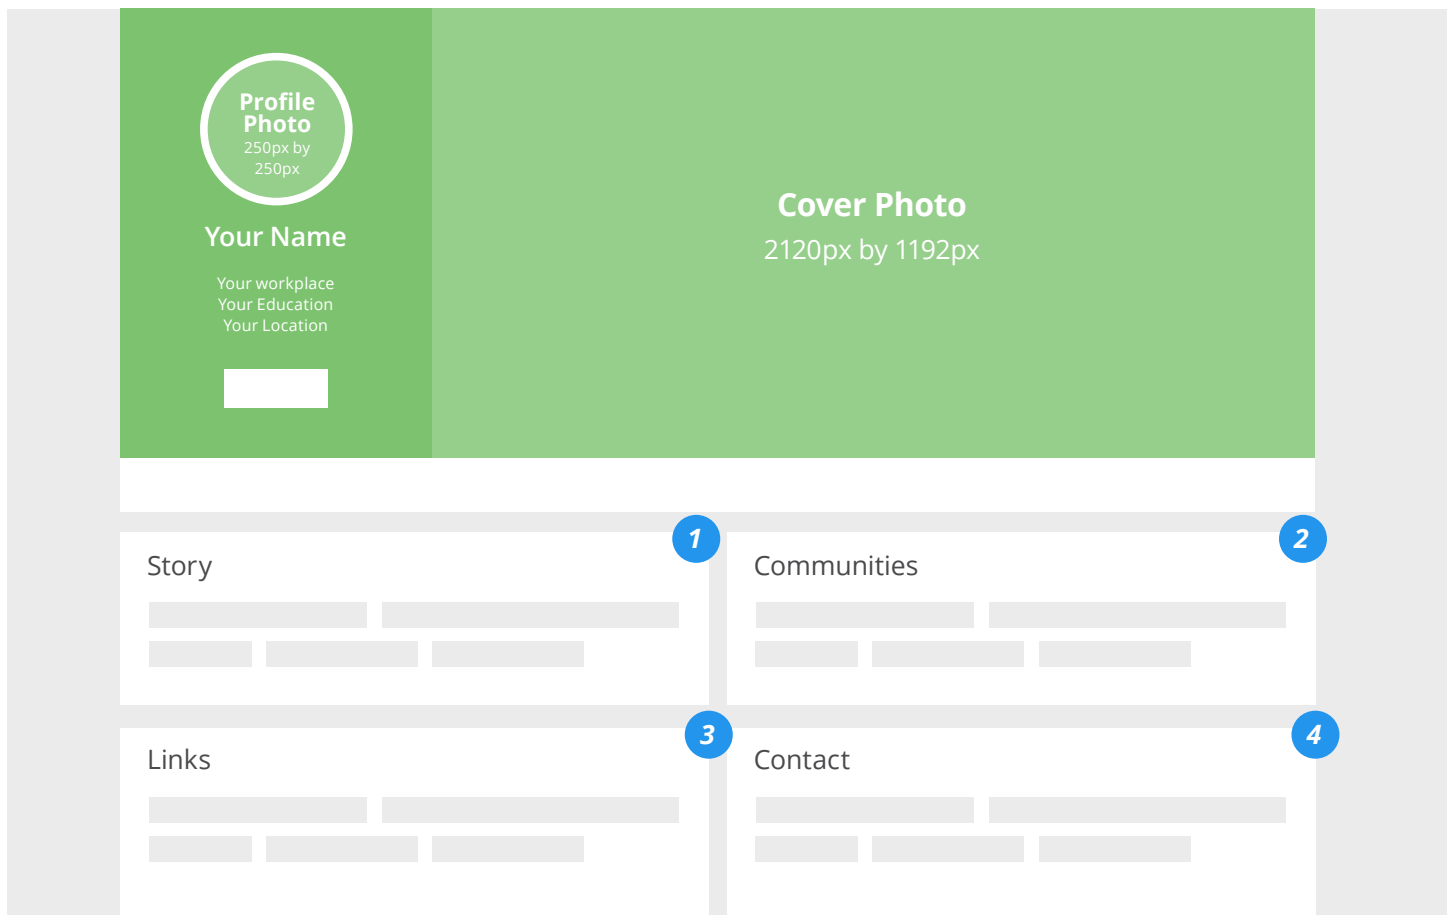 Profile
Photo
250px by
250px
Your Name
Your workplace
Your Education
Your Location
Cover Photo
2120px by 1192px
1
Story
2
Communities
3
Links
4
Contact